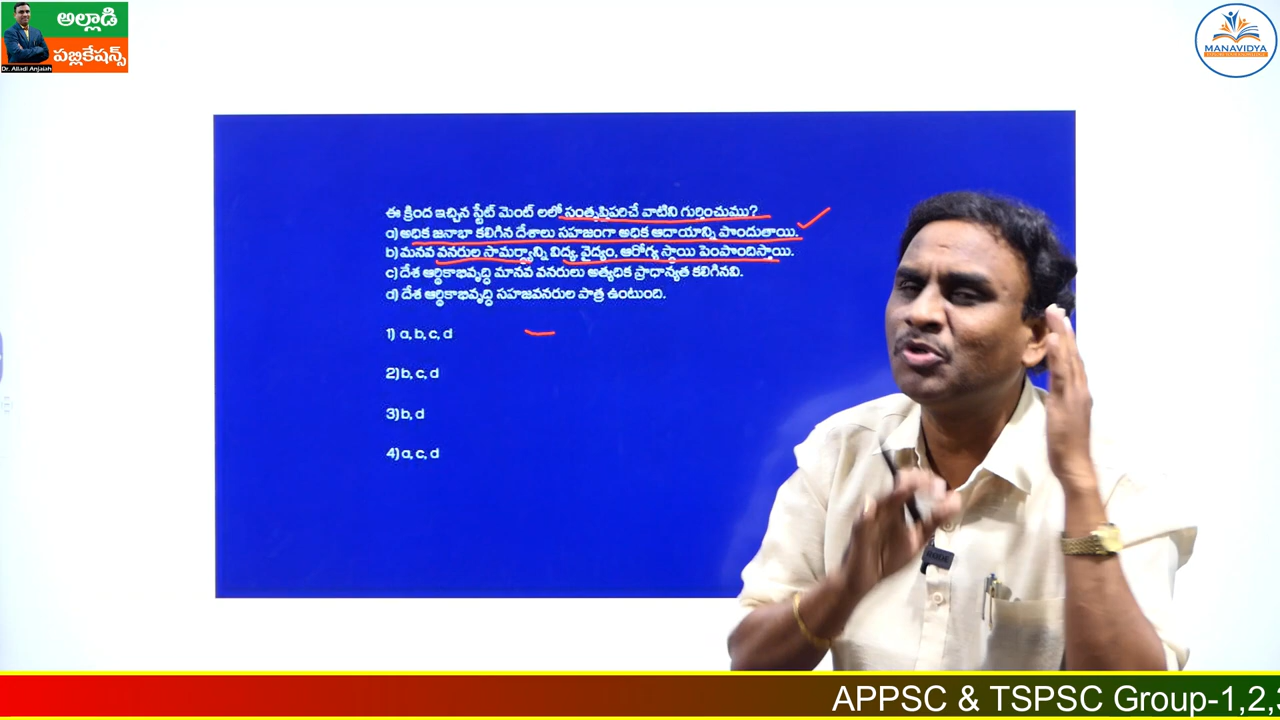 అల్లాడి
పబ్లికేషన్స్
Dr. Alladi Anjaiah
MANAVIDYA
ఈ క్రింద ఇచ్చిన స్టేట్ మెంట్ లలో సంతృప్తిపరిచే వాటిని గుర్తించుము?
a) అధిక జనాభా కలిగిన దేశాలు సహజంగా అధిక ఆదాయాన్ని పొందుతాయి.
b) మనవ వనరుల సామర్థ్యాన్ని విద్య, వైద్యం, ఆరోగ్య స్థాయి పెంపొందిస్తాయి.
c) దేశ ఆర్థికాభివృద్ధి మానవ వనరులు అత్యధిక ప్రాధాన్యత కలిగినవి.
d) దేశ ఆర్థికాభివృద్ధి సహజవనరుల పాత్ర ఉంటుంది.
1) a, b, c, d
2) b, c, d
3) b, d
4) a, c, d
APPSC & TSPSC Group-1,2,3